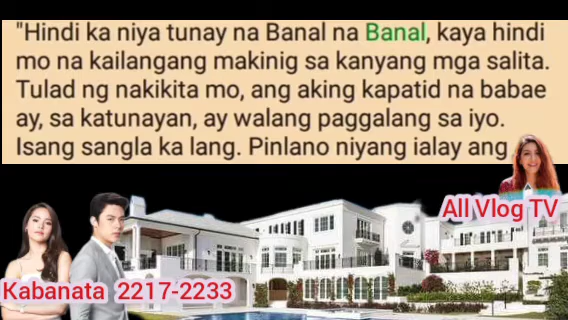 "Hindi ka niya tunay na Banal na Banal, kaya hindi
mo na kailangang makinig sa kanyang mga salita.
Tulad ng nakikita mo, ang aking kapatid na babae
ay, sa katunayan, ay walang paggalang sa iyo.
Isang sangla ka lang. Pinlano niyang ialay ang
All Vlog TV
Kabanata 2217-2233